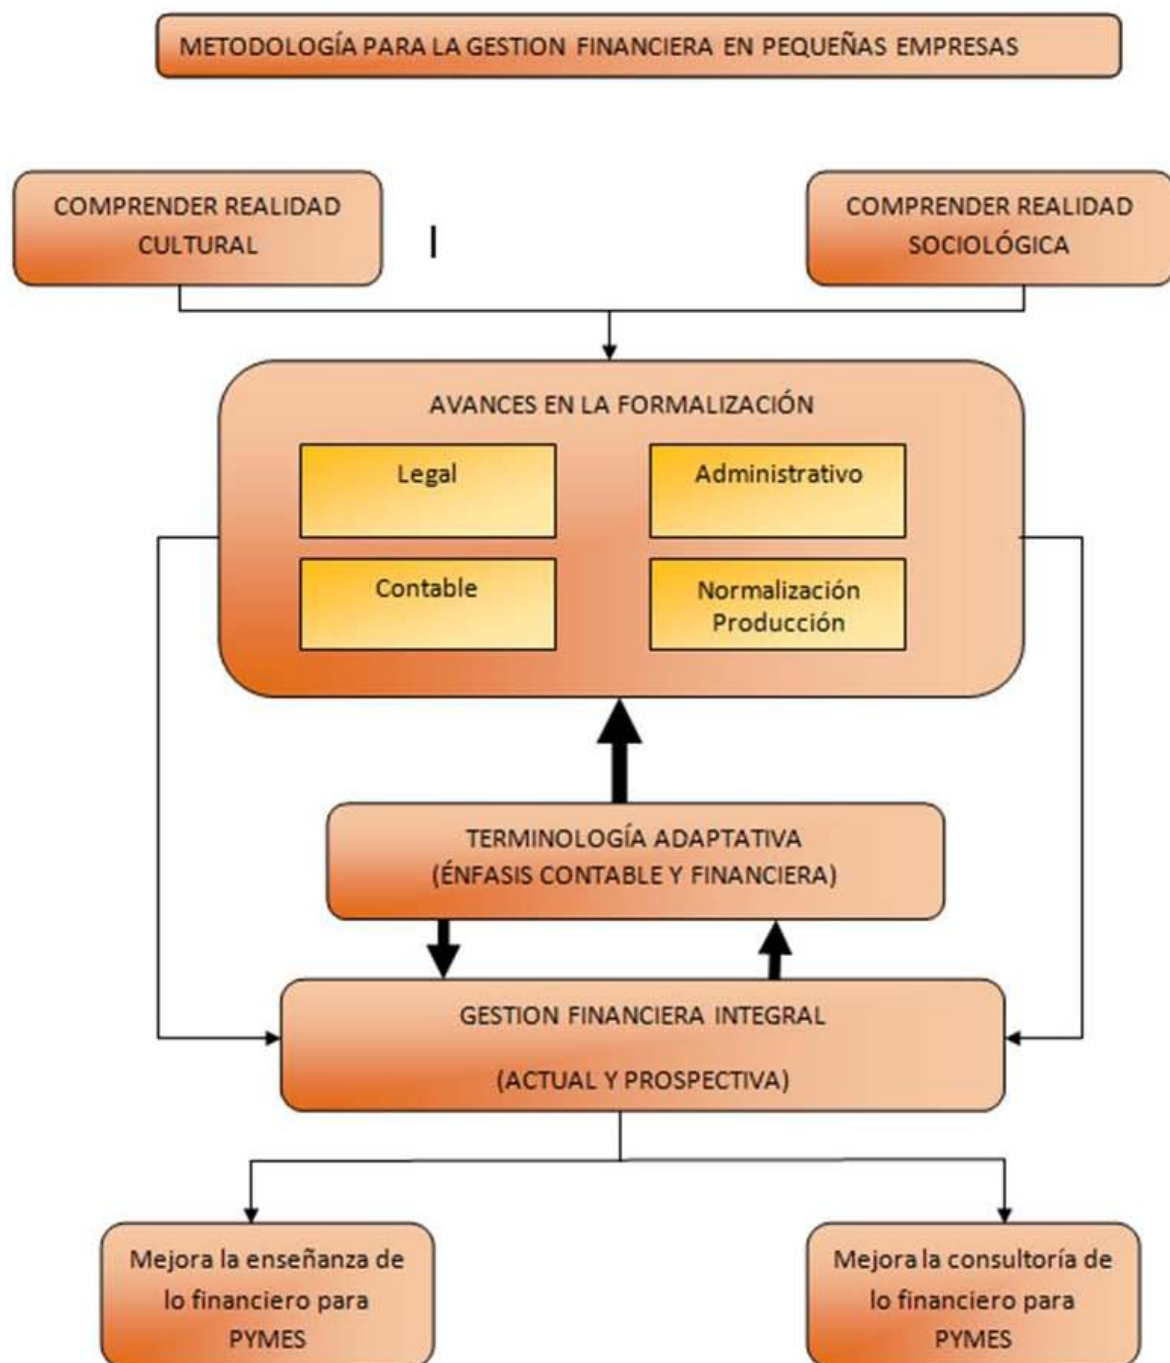 METODOLOGÍA PARA LA GESTION FINANCIERA EN PEQUEÑAS EMPRESAS
COMPRENDER REALIDAD
CULTURAL
COMPRENDER REALIDAD
SOCIOLÓGICA
AVANCES EN LA FORMALIZACIÓN
Legal
Administrativo
Contable
Normalización
Producción
TERMINOLOGÍA ADAPTATIVA
(ÉNFASIS CONTABLE Y FINANCIERA)
GESTION FINANCIERA INTEGRAL
(ACTUAL Y PROSPECTIVA)
Mejora la enseñanza de
lo financiero para
PYMES
Mejora la consultoría de
lo financiero para
PYMES